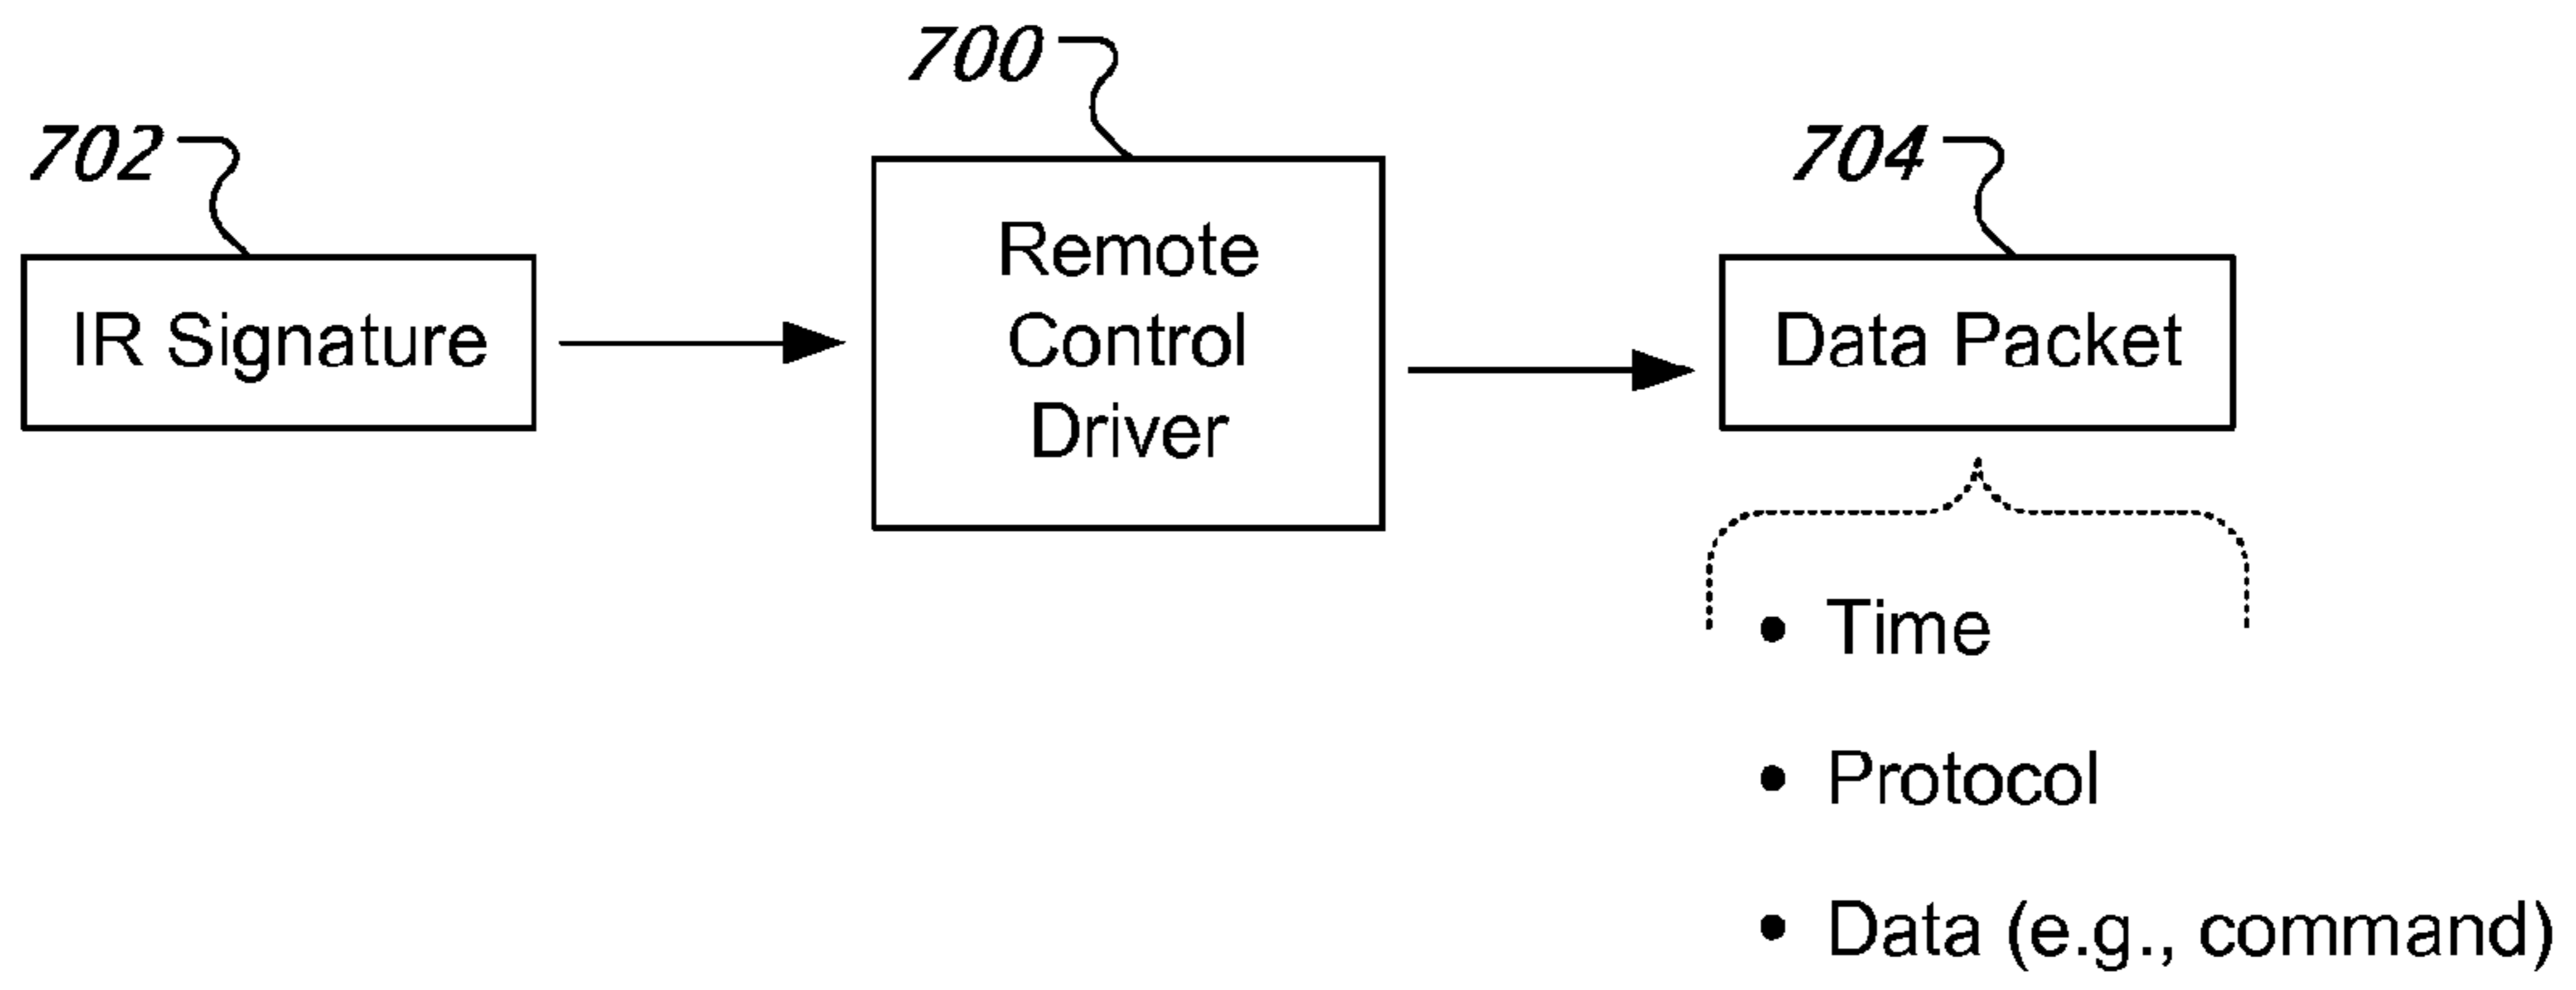 700
702
704
IR Signature
Remote
Control
Driver
Data Packet
• Time
• Protocol
• Data (e.g., command)